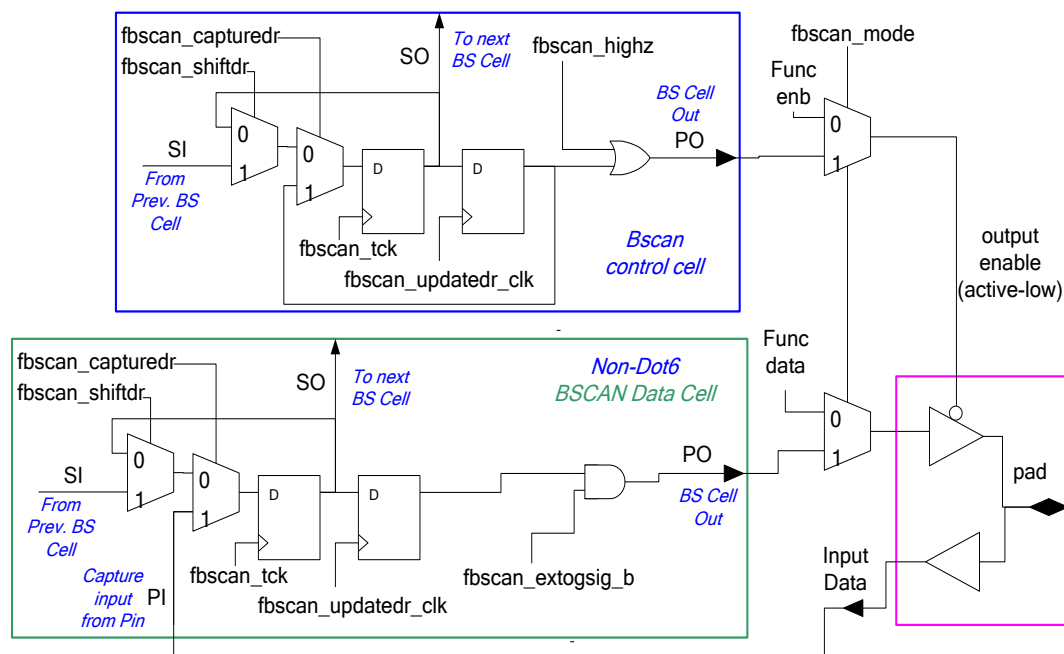 fbscan_capturedr
fbscan_shiftdr
SO
To next
BS Cell
fbscan_highz
fbscan_mode
Func
enb
BS Cell
Out
PO
SI
0
1
0
1
D
D
0
1
From
Prev. BS
Cell
fbscan_tck
fbscan_updatedr_clk
Bscan
control cell
output
enable
(active-low)
fbscan_capturedr
fbscan_shiftdr
SO
To next
BS Cell
Non-Dot6
BSCAN Data Cell
Func
data
SI
0
1
0
1
D
D
PO
0
1
From
Prev. BS
Cell
BS Cell
Out
pad
fbscan_tck
fbscan_updatedr_clk
fbscan_extogsig_b
Capture
input
from Pin
PI
Input
Data